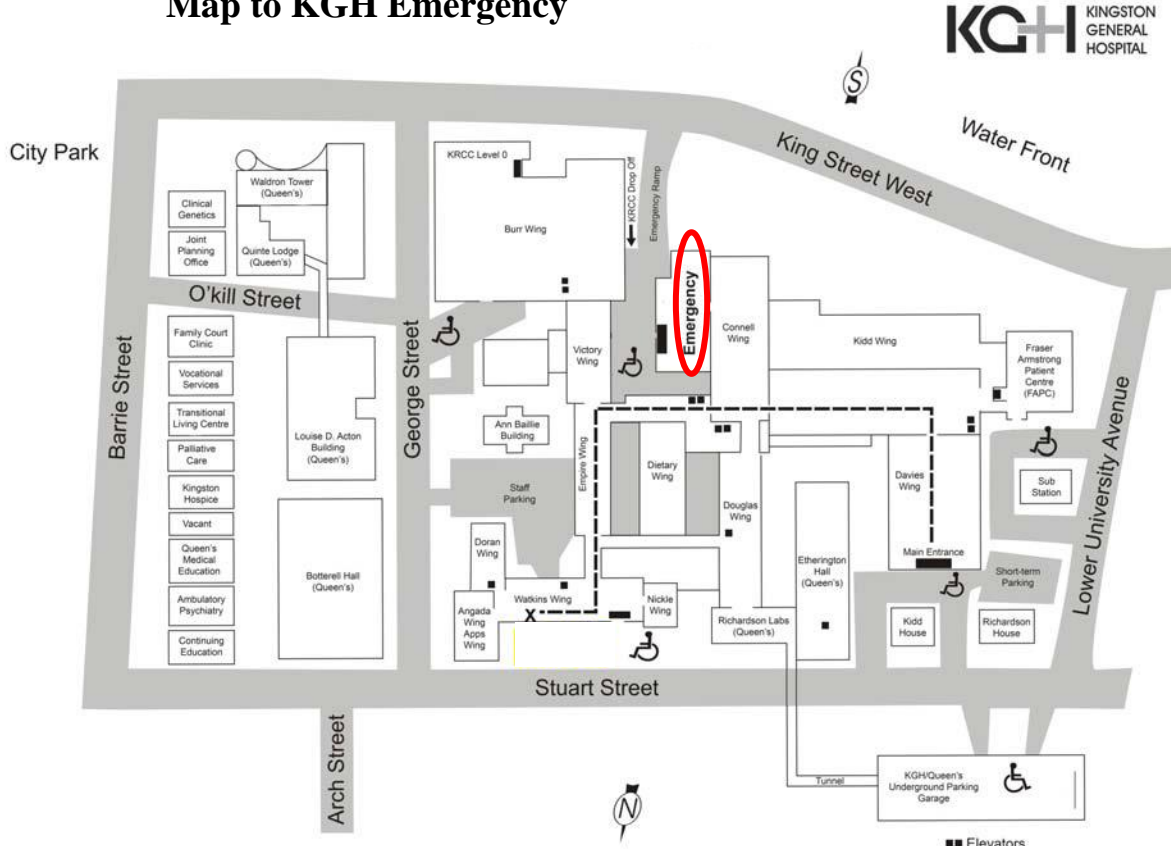 Map to KGH Emergency
KGH
KINGSTON
GENERAL
HOSPITAL
S
City Park
Water Front
King Street West
KRCC Level 0
KRCC Drop Off
Emergency Ramp
Waldron Tower
(Queen's)
Clinical
Genetics
Joint
Planning
Office
Quinte Lodge
(Queen's)
Burr Wing
O'kill Street
Emergency
Connell
Wing
Kidd Wing
Fraser
Armstrong
Patient
Centre
(FAPC)
Family Court
Clinic
Vocational
Services
Transitional
Living Centre
Palliative
Care
Kingston
Hospice
Vacant
Queen's
Medical
Education
Ambulatory
Psychiatry
Continuing
Education
Barrie Street
George Street
Victory
Wing
Ann Baillie
Building
Louise D. Acton
Building
(Queen's)
Empire Wing
Dietary
Wing
Davies
Wing
Sub
Station
Lower University Avenue
Staff
Parking
Douglas
Wing
Doran
Wing
Etherington
Hall
(Queen's)
Main Entrance
Short-term
Parking
Botterell Hall
(Queen's)
Watkins Wing
X
Angada
Wing
Apps
Wing
Nickle
Wing
Richardson Labs
(Queen's)
Kidd
House
Richardson
House
Stuart Street
Arch Street
Tunnel
KGH/Queen's
Underground Parking
Garage
N
Elevators